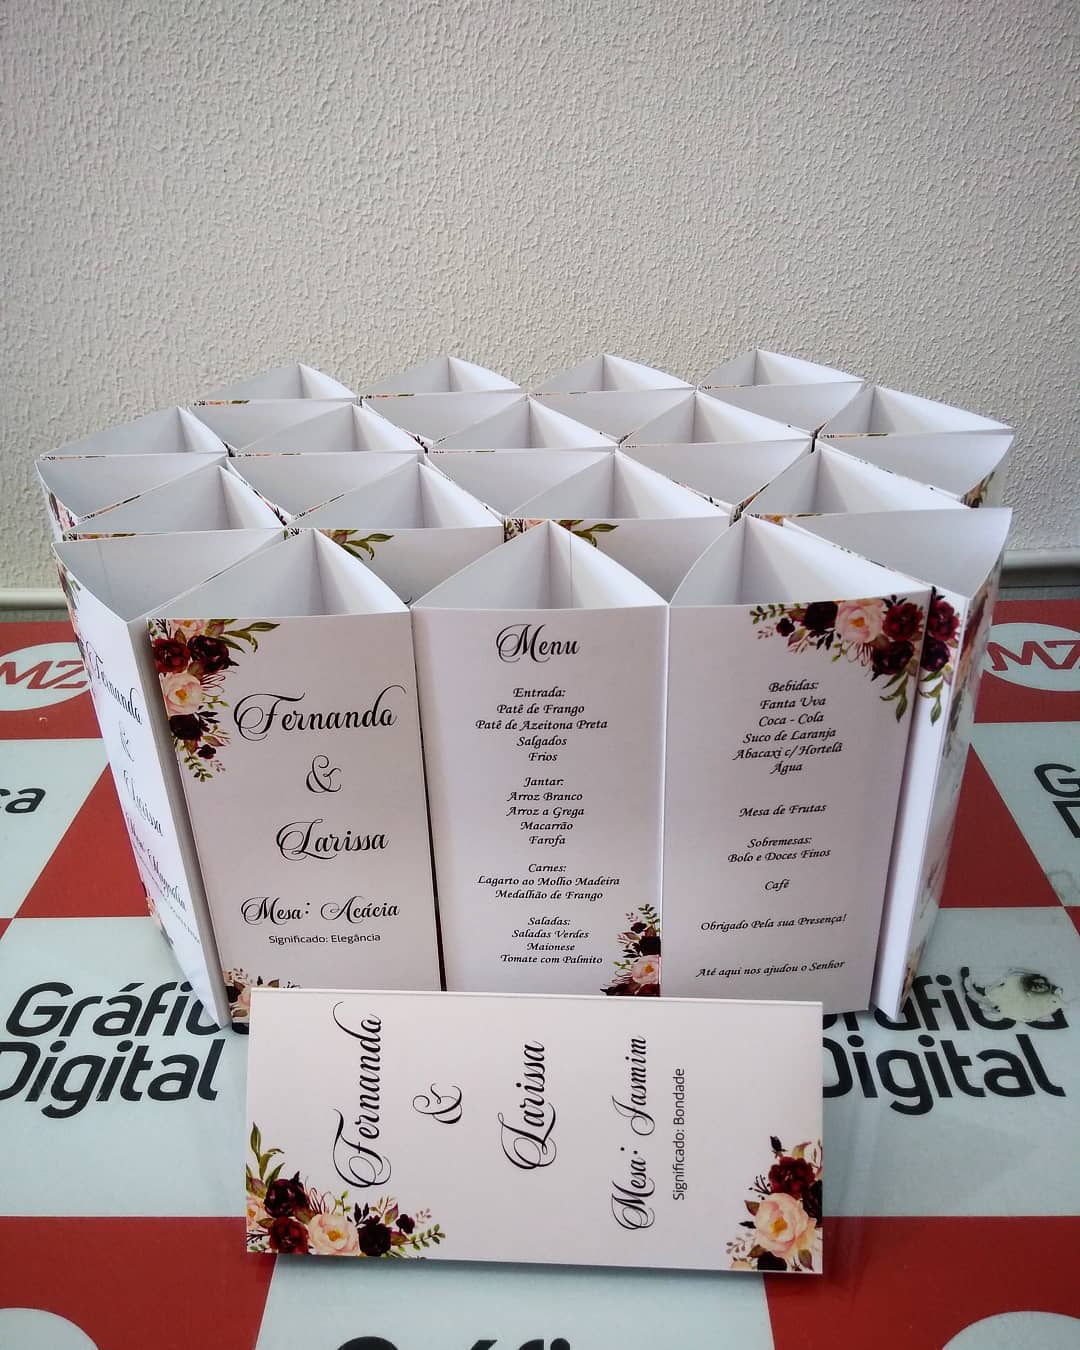 Fernando
&
Larissa
Mesa: Acácia
Significado: Elegância
Menu
Entrada:
Patê de Frango
Patê de Azeitona Preta
Salgados
Frios
Jantar:
Arroz Branco
Arroz a Grega
Macarrão
Farofa
Carnes:
Lagarto ao Molho Madeira
Medalhão de Frango
Saladas:
Saladas Verdes
Maionese
Tomate com Palmito
Bebidas:
Fanta Uva
Coca - Cola
Suco de Laranja
Abacaxi c/ Hortelã
Água
Mesa de Frutas
Sobremesas:
Bolo e Doces Finos
Café
Obrigado Pela sua Presença!
Até aqui nos ajudou o Senhor
Fernando
&
Larissa
Fernando
&
Larissa
Mesa: Jasmim
Significado: Bondade
MZ
MZ
Gráfica
Digital
Gráfica
Digital